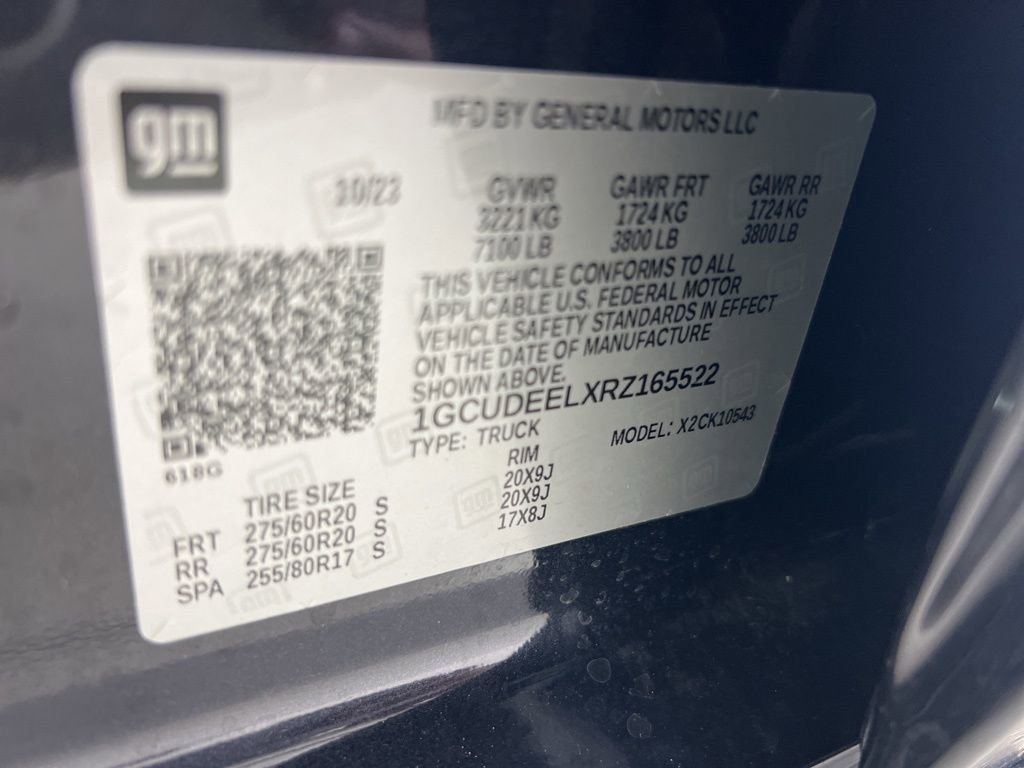 gm
MFD BY GENERAL MOTORS LLC
10/23
GVWR GAWR FRT GAWR RR
3221 KG 1724 KG 1724 KG
7100 LB 3800 LB 3800 LB
THIS VEHICLE CONFORMS TO ALL
APPLICABLE U.S. FEDERAL MOTOR
VEHICLE SAFETY STANDARDS IN EFFECT
ON THE DATE OF MANUFACTURE
SHOWN ABOVE.
1GCUDEELXRZ165522
TYPE: TRUCK MODEL: X2CK10543
618G
TIRE SIZE RIM
FRT 275/60R20 S 20X9J
RR 275/60R20 S 20X9J
SPA 255/80R17 S 17X8J